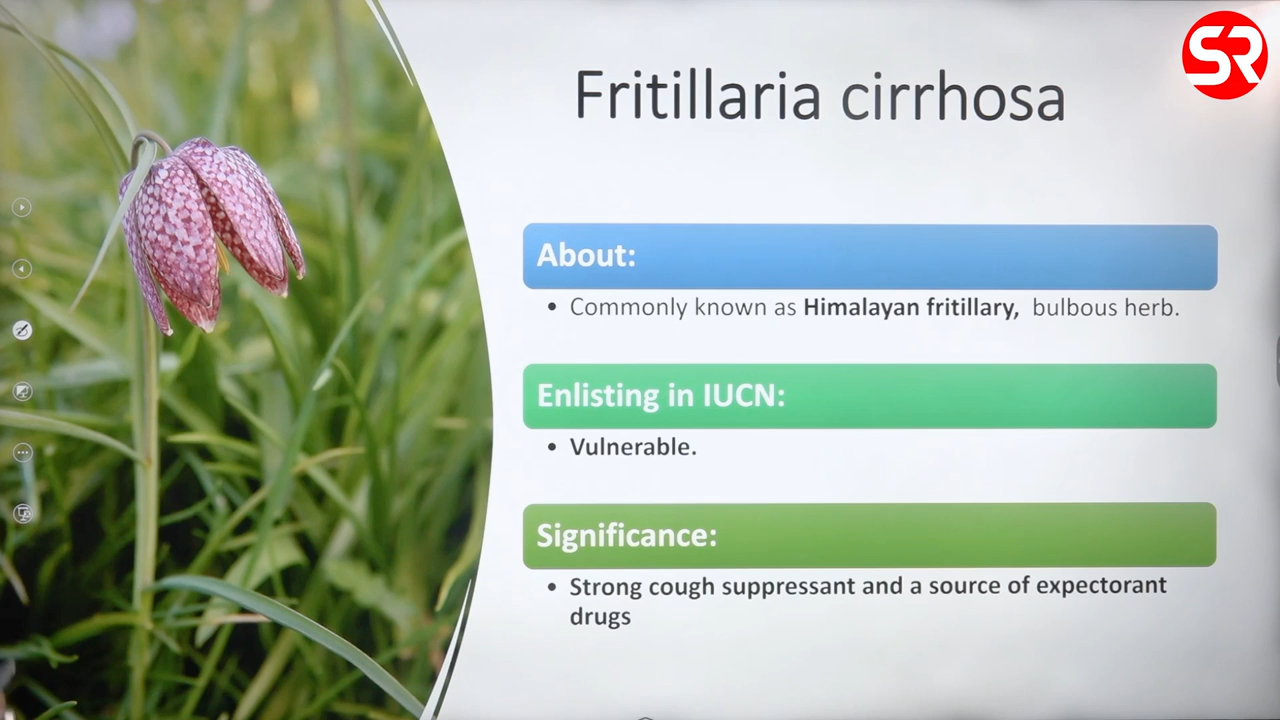 SR
Fritillaria cirrhosa
About:
• Commonly known as Himalayan fritillary, bulbous herb.
Enlisting in IUCN:
• Vulnerable.
Significance:
• Strong cough suppressant and a source of expectorant
drugs